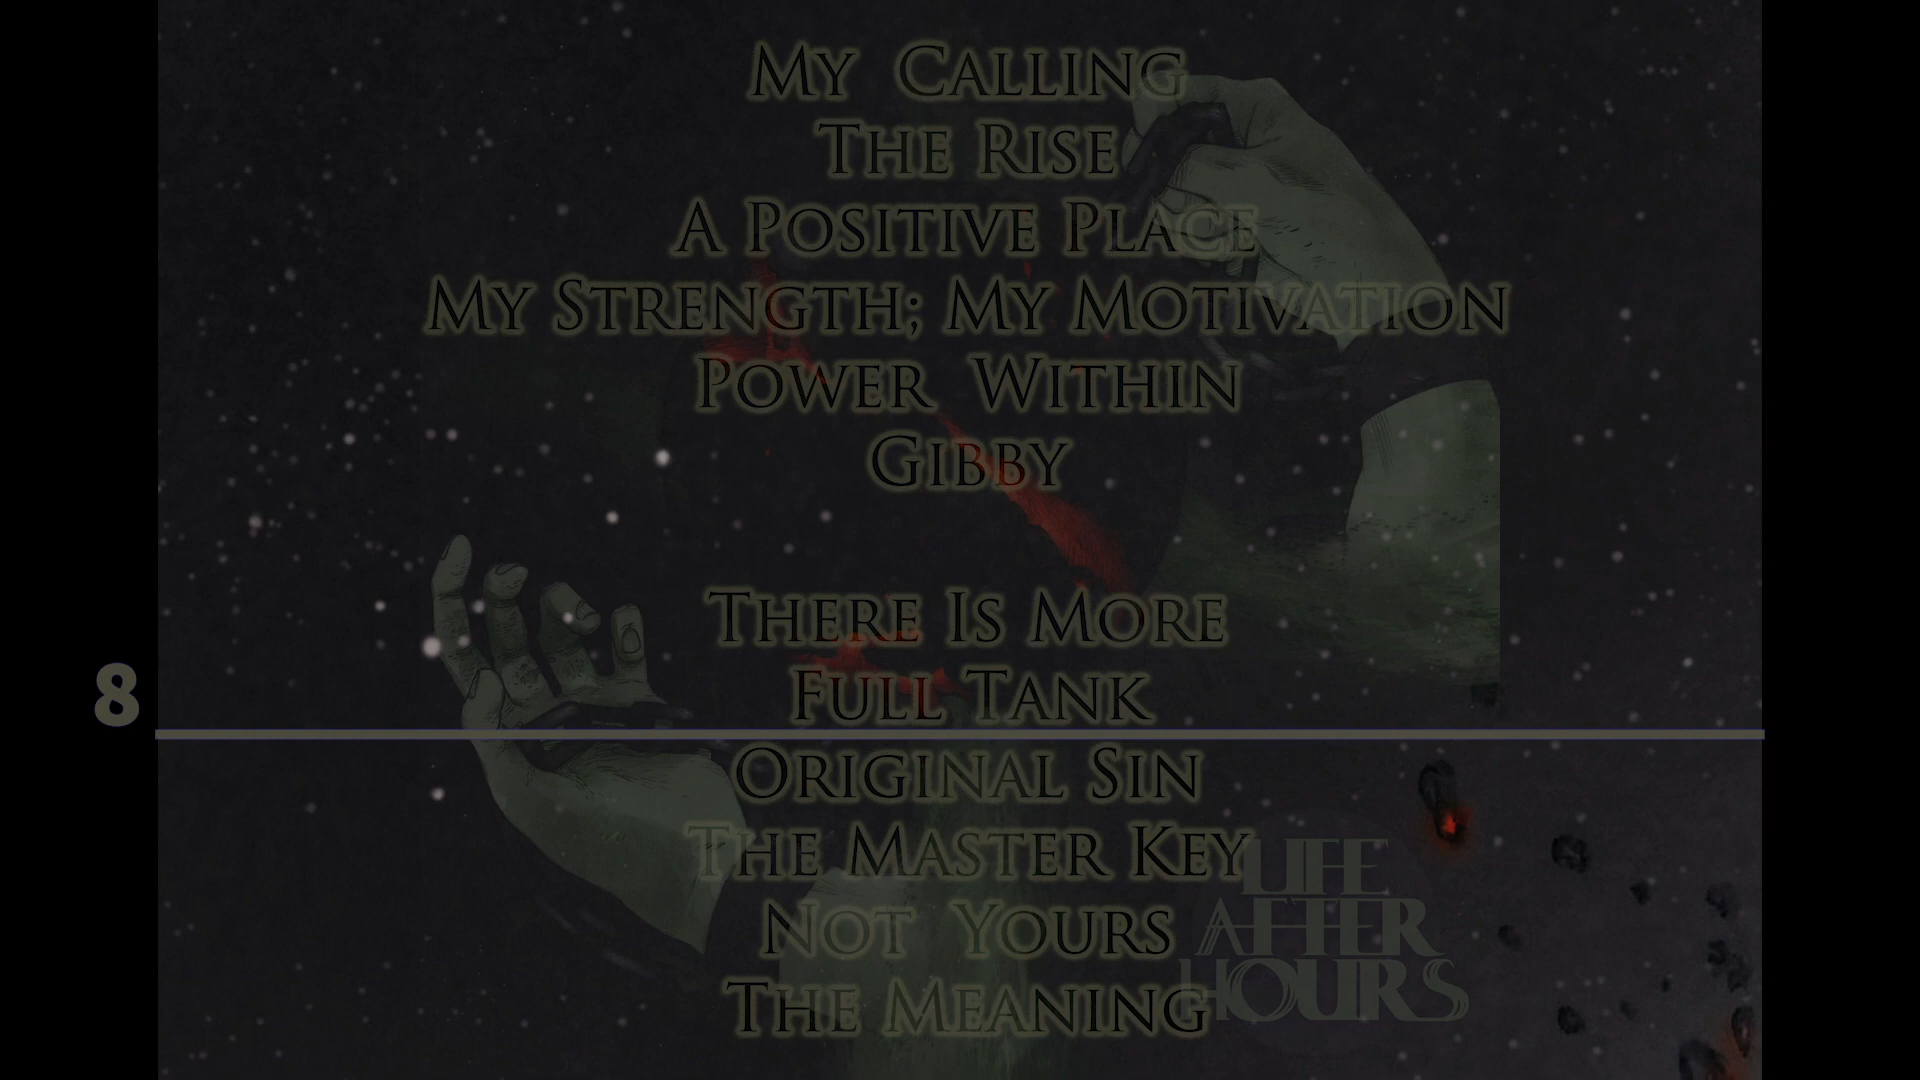 My Calling
The Rise
A Positive Place
My Strength; My Motivation
Power Within
Gibby
There Is More
Full Tank
8
Original Sin
The Master Key
Not Yours
The Meaning
LIFE
AFTER
HOURS